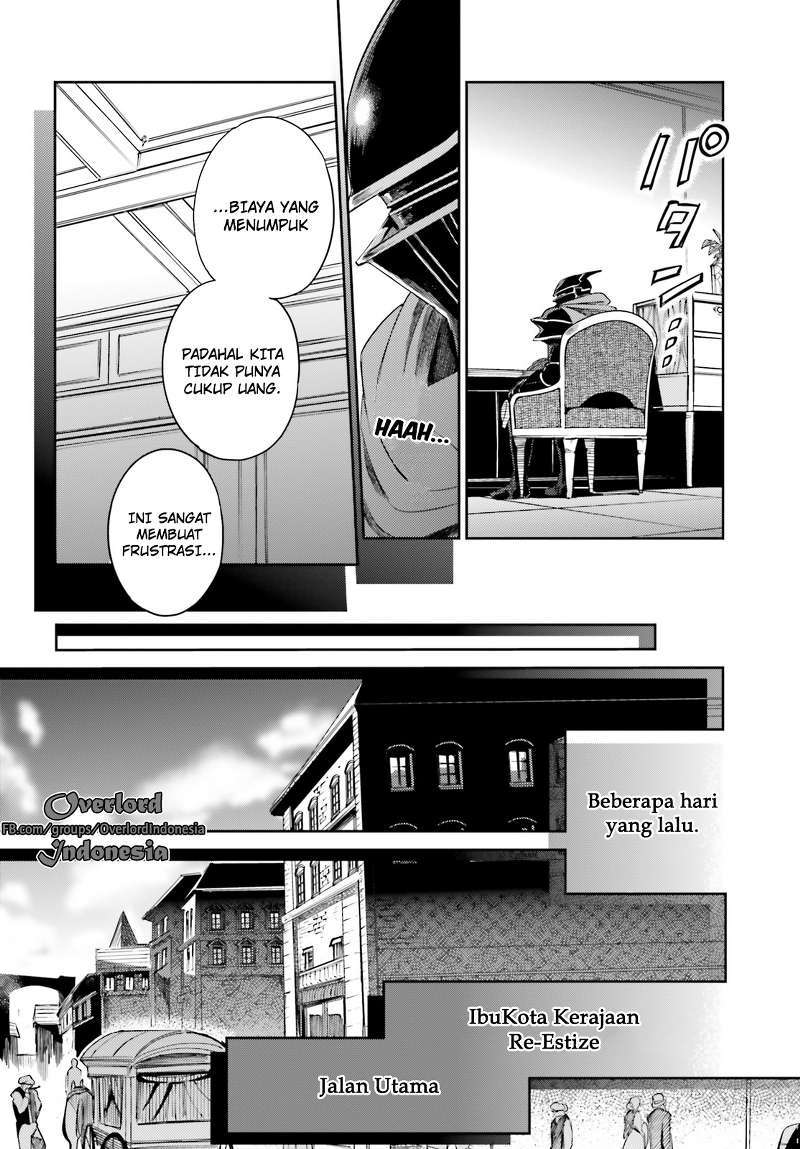 パタン...
HAAH...
...BIAYA YANG
MENUMPUK
PADAHAL KITA
TIDAK PUNYA
CUKUP UANG.
INI SANGAT
MEMBUAT
FRUSTRASI...
Beberapa hari
yang lalu.
Overlord
FB.com/groups/OverlordIndonesia
Indonesia
IbuKota Kerajaan
Re-Estize
Jalan Utama